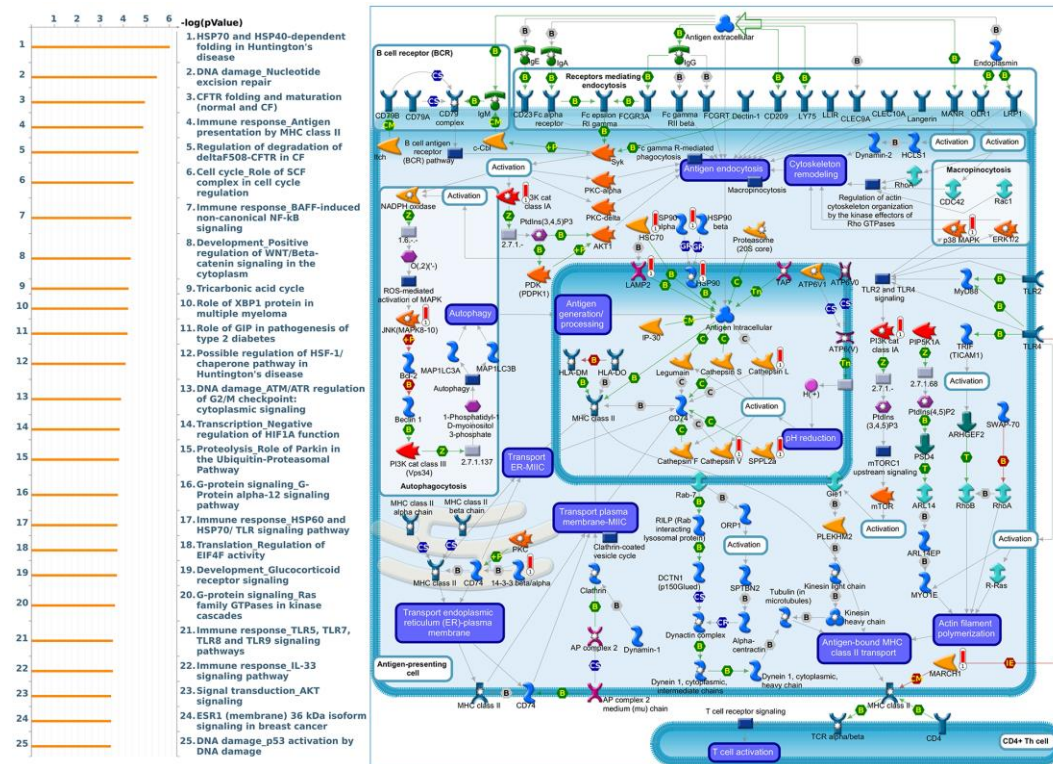 1 2 3 4 5 6 -log(pValue)
1
2
3
4
5
6
7
8
9
10
11
12
13
14
15
16
17
18
19
20
21
22
23
24
25
1. HSP70 and HSP40-dependent
folding in Huntington's
disease
2. DNA damage_Nucleotide
excision repair
3. CFTR folding and maturation
(normal and CF)
4. Immune response_Antigen
presentation by MHC class II
5. Regulation of degradation of
deltaF508-CFTR in CF
6. Cell cycle_Role of SCF
complex in cell cycle
regulation
7. Immune response_BAFF-induced
non-canonical NF-kB
signaling
8. Development_Positive
regulation of WNT/Beta-
catenin signaling in the
cytoplasm
9. Tricarbonic acid cycle
10. Role of XBP1 protein in
multiple myeloma
11. Role of GIP in pathogenesis of
type 2 diabetes
12. Possible regulation of HSF-1/
chaperone pathway in
Huntington's disease
13. DNA damage_ATM/ATR regulation
of G2/M checkpoint:
cytoplasmic signaling
14. Transcription_Negative
regulation of HIF1A function
15. Proteolysis_Role of Parkin in
the Ubiquitin-Proteasomal
Pathway
16. G-protein signaling_G-
Protein alpha-12 signaling
pathway
17. Immune response_HSP60 and
HSP70/ TLR signaling pathway
18. Translation_Regulation of
EIF4F activity
19. Development_Glucocorticoid
receptor signaling
20. G-protein signaling_Ras
family GTPases in kinase
cascades
21. Immune response_TLR5, TLR7,
TLR8 and TLR9 signaling
pathways
22. Immune response_IL-33
signaling pathway
23. Signal transduction_AKT
signaling
24. ESR1 (membrane) 36 kDa isoform
signaling in breast cancer
25. DNA damage_p53 activation by
DNA damage
Antigen extracellular
B cell receptor (BCR)
IgE
IgA
IgG
Endoplasmin
Receptors mediating
endocytosis
CD79B
CD79A
CD79
complex
IgM
CD23
Fc alpha
receptor
Fc epsilon
RI gamma
FCGR3A
Fc gamma
RII beta
FCGRT
Dectin-1
CD209
LY75
LLIR
CLEC9A
CLEC10A
Langerin
MANR
OLR1
LRP1
Itch
B cell antigen receptor
(BCR) pathway
c-Cbl
Syk
Fc gamma R-mediated
phagocytosis
Dynamin-2
HCLS1
Activation
Activation
Activation
Activation
PKC-alpha
Antigen endocytosis
Macropinocytosis
Cytoskeleton
remodeling
RhoA
Regulation of actin
cytoskeleton organization
by the kinase effectors of
Rho GTPases
Macropinocytosis
CDC42
Rac1
p38 MAPK
ERK1/2
NADPH oxidase
Activation
1.6.-.-
O(.2)(-)
ROS-mediated
activation of MAPK
JNK(MAPK8-10)
Bcl-2
Beclin 1
PI3K cat class III
(Vps34)
2.7.1.137
Autophagy
MAP1LC3A
MAP1LC3B
Autophagy
1-Phosphatidyl-1
D-myoinositol
3-phosphate
Autophagocytosis
PI3K cat
class IA
PtdIns(3,4,5)P3
2.7.1.-
PKC-delta
AKT1
PDK
(PDPK1)
HSC70
HSP90
alpha
HSP90
beta
Proteasome
(20S core)
LAMP2
HSP90
TAP
ATP6V1
ATP6V0
ATP6(V)
Antigen
generation/
processing
Antigen Intracellular
IP-30
HLA-DM
HLA-DO
MHC class II
Legumain
Cathepsin S
Cathepsin L
CD74
Activation
H(+)
pH reduction
Cathepsin F
Cathepsin V
SPPL2a
TLR2 and TLR4
signaling
MyD88
TLR2
TLR4
TRIF
(TICAM1)
PI3K cat
class IA
PIP5K1A
2.7.1.-
2.7.1.68
PtdIns
(3,4,5)P3
PtdIns(4,5)P2
Activation
mTORC1
upstream signaling
mTOR
PSD4
ARHGEF2
SWAP-70
ARL14
RhoB
RhoA
Activation
Activation
ARL14EP
MYO1E
R-Ras
Transport
ER-MIIC
MHC class II
alpha chain
MHC class II
beta chain
MHC class II
CD74
PKC
14-3-3 beta/alpha
Transport endoplasmic
reticulum (ER)-plasma
membrane
Transport plasma
membrane-MIIC
Clathrin-coated
vesicle cycle
Clathrin
AP complex 2
Dynamin-1
AP complex 2
medium (mu) chain
Rab-7
RILP (Rab
interacting
lysosomal protein)
ORP1
Activation
DCTN1
(p150Glued)
SPTBN2
Dynactin complex
Alpha-
centractin
Dynein 1, cytoplasmic,
intermediate chains
Dynein 1, cytoplasmic,
heavy chain
Gie1
PLEKHM2
Kinesin light chain
Tubulin (in
microtubules)
Kinesin
heavy chain
Antigen-bound MHC
class II transport
Actin filament
polymerization
MARCH1
Antigen-presenting
cell
MHC class II
CD74
MHC class II
T cell receptor signaling
T cell activation
TCR alpha/beta
CD4
CD4+ Th cell